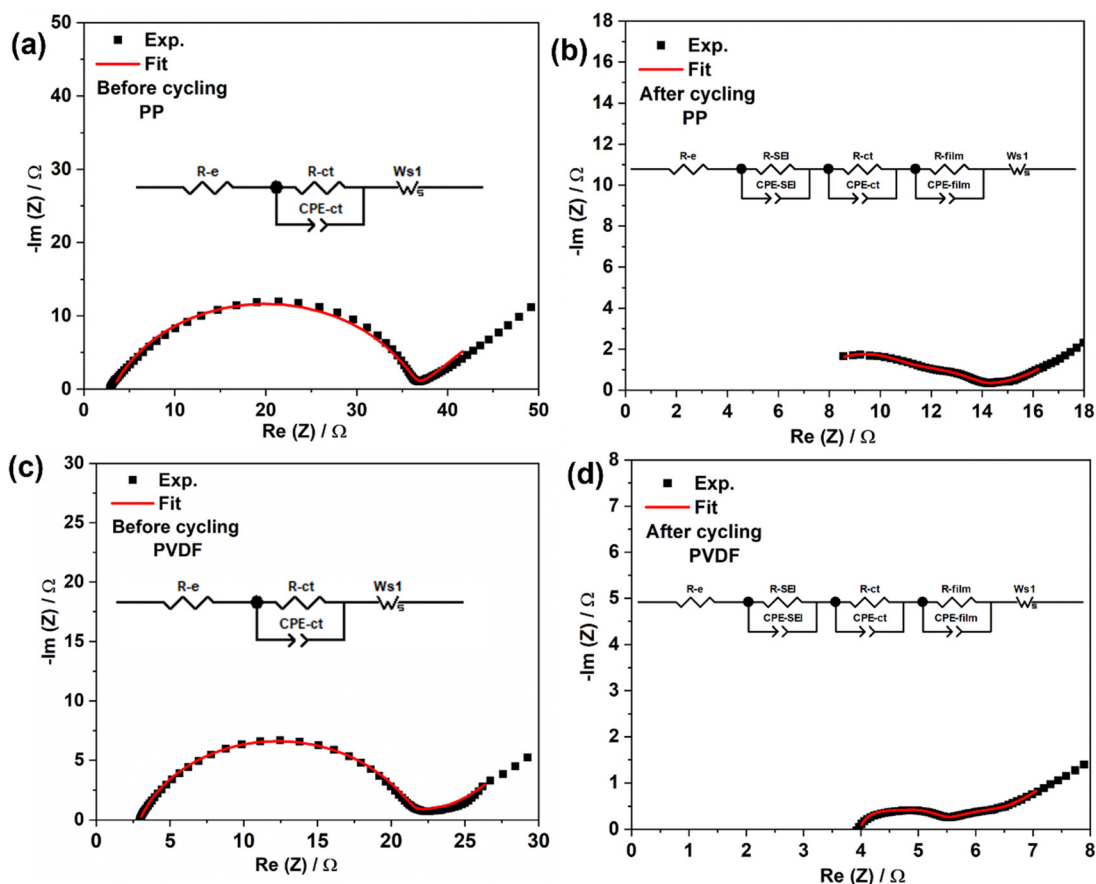 (a)
50
40
30
20
10
0
-Im (Z) / Ω
Exp.
Fit
Before cycling
PP
R-e R-ct Ws1
CPE-ct
0 10 20 30 40 50
Re (Z) / Ω
(b)
18
16
14
12
10
8
6
4
2
0
-Im (Z) / Ω
Exp.
Fit
After cycling
PP
R-e R-SEI R-ct R-film Ws1
CPE-SEI CPE-ct CPE-film
0 2 4 6 8 10 12 14 16 18
Re (Z) / Ω
(c)
30
25
20
15
10
5
0
-Im (Z) / Ω
Exp.
Fit
Before cycling
PVDF
R-e R-ct Ws1
CPE-ct
0 5 10 15 20 25 30
Re (Z) / Ω
(d)
8
7
6
5
4
3
2
1
0
-Im (Z) / Ω
Exp.
Fit
After cycling
PVDF
R-e R-SEI R-ct R-film Ws1
CPE-SEI CPE-ct CPE-film
0 1 2 3 4 5 6 7 8
Re (Z) / Ω